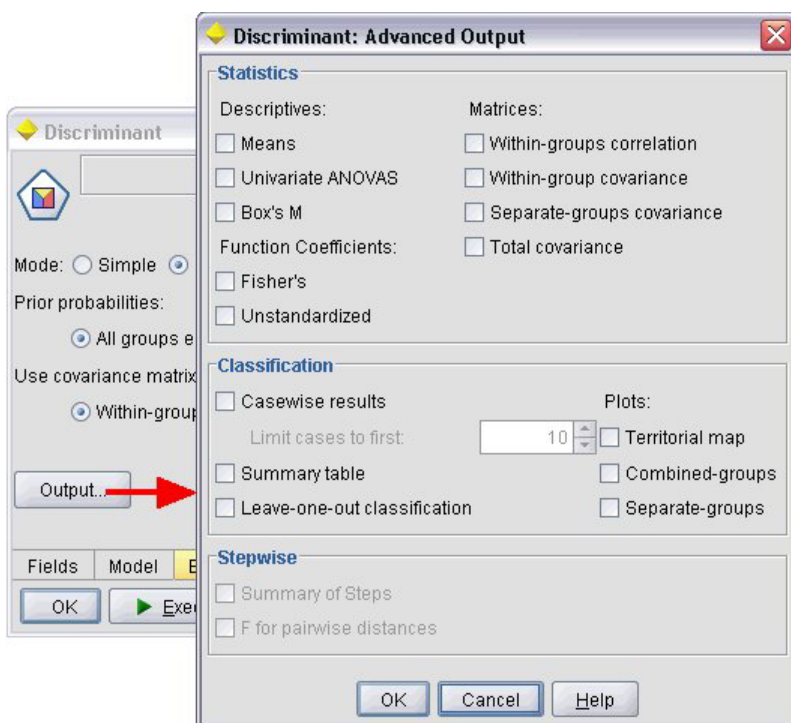 Discriminant
Mode: Simple
Prior probabilities:
All groups e
Use covariance matrix
Within-group
Output...
Fields Model E
OK Exe
Discriminant: Advanced Output
Statistics
Descriptives:
Means
Univariate ANOVAS
Box's M
Function Coefficients:
Fisher's
Unstandardized
Matrices:
Within-groups correlation
Within-group covariance
Separate-groups covariance
Total covariance
Classification
Casewise results
Limit cases to first: 10
Summary table
Leave-one-out classification
Plots:
Territorial map
Combined-groups
Separate-groups
Stepwise
Summary of Steps
F for pairwise distances
OK Cancel Help